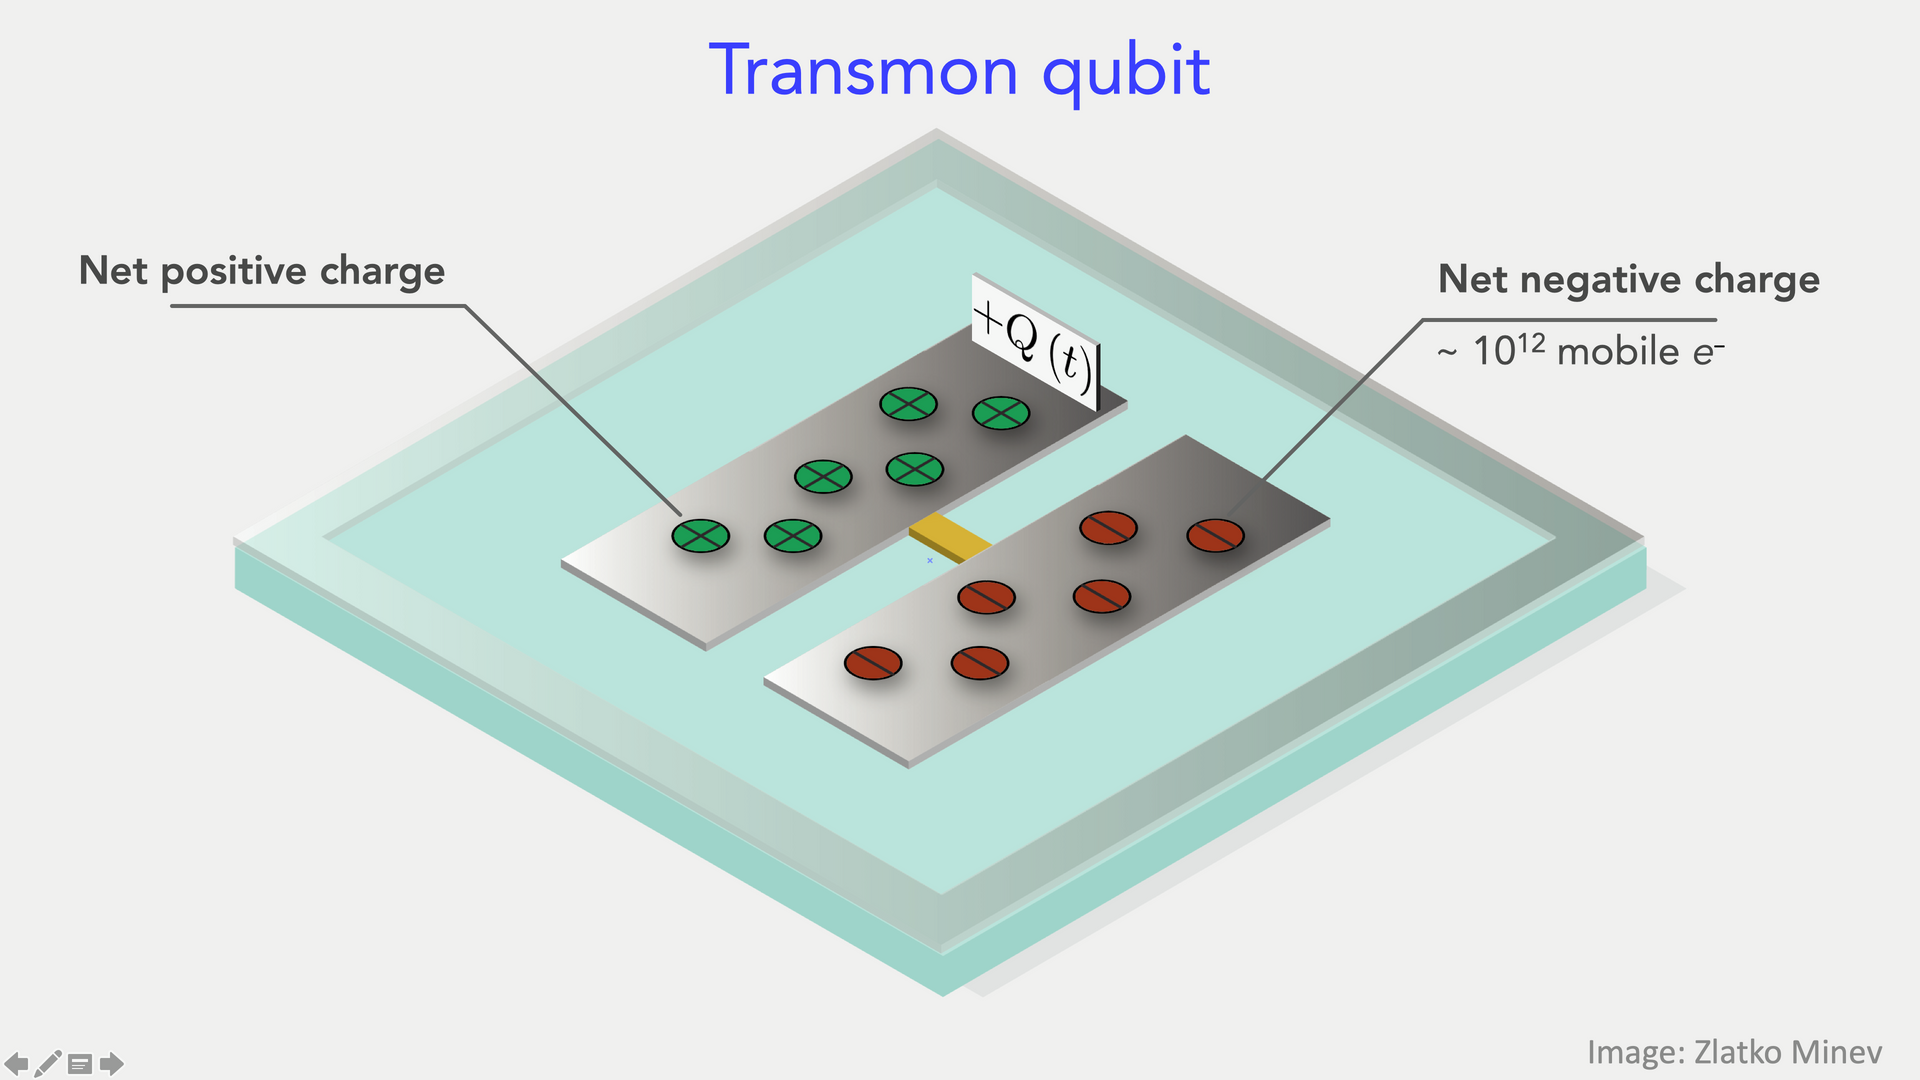 Transmon qubit
Net positive charge
Net negative charge
~ 10¹² mobile e⁻
+Q (t)
Image: Zlatko Minev